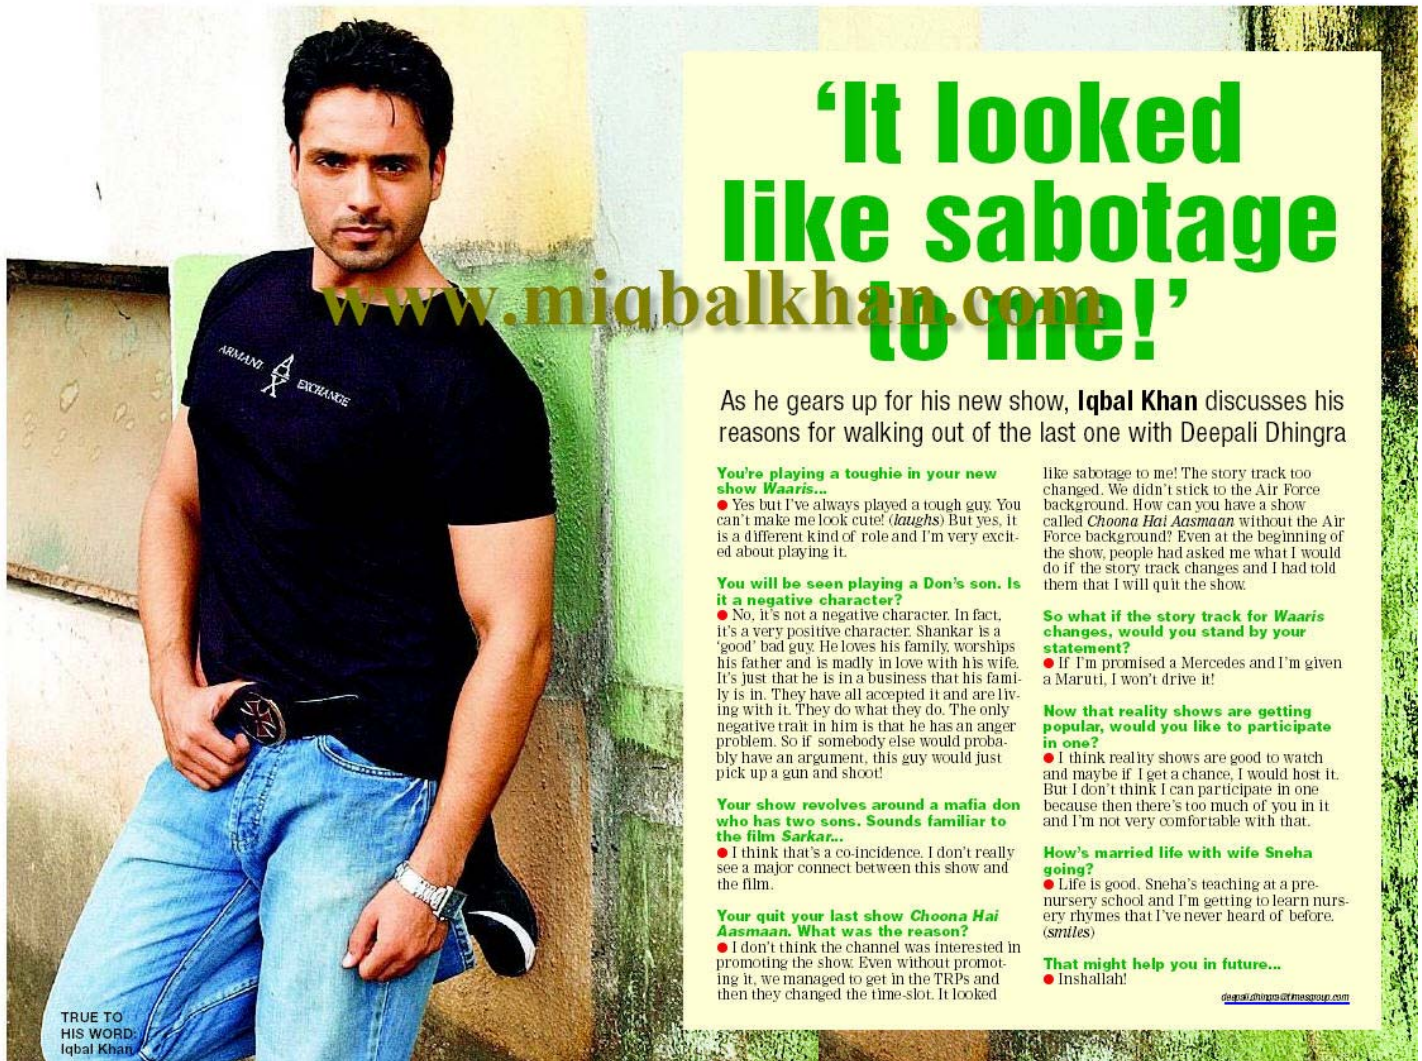 ‘It looked
like sabotage
to me!’
www.miqbalkhan.com
ARMANI A|X EXCHANGE
As he gears up for his new show, Iqbal Khan discusses his
reasons for walking out of the last one with Deepali Dhingra
You're playing a toughie in your new
show Waaris...
● Yes but I've always played a tough guy. You
can't make me look cute! (laughs) But yes, it
is a different kind of role and I'm very excit-
ed about playing it.
You will be seen playing a Don's son. Is
it a negative character?
● No, it's not a negative character. In fact,
it's a very positive character. Shankar is a
'good' bad guy. He loves his family, worships
his father and is madly in love with his wife.
It's just that he is in a business that his fami-
ly is in. They have all accepted it and are liv-
ing with it. They do what they do. The only
negative trait in him is that he has an anger
problem. So if somebody else would proba-
bly have an argument, this guy would just
pick up a gun and shoot!
Your show revolves around a mafia don
who has two sons. Sounds familiar to
the film Sarkar...
● I think that's a co-incidence. I don't really
see a major connect between this show and
the film.
Your quit your last show Choona Hai
Aasmaan. What was the reason?
● I don't think the channel was interested in
promoting the show. Even without promot-
ing it, we managed to get in the TRPs and
then they changed the time-slot. It looked
like sabotage to me! The story track too
changed. We didn't stick to the Air Force
background. How can you have a show
called Choona Hai Aasmaan without the Air
Force background? Even at the beginning of
the show, people had asked me what I would
do if the story track changes and I had told
them that I will quit the show.
So what if the story track for Waaris
changes, would you stand by your
statement?
● If I'm promised a Mercedes and I'm given
a Maruti, I won't drive it!
Now that reality shows are getting
popular, would you like to participate
in one?
● I think reality shows are good to watch
and maybe if I get a chance, I would host it.
But I don't think I can participate in one
because then there's too much of you in it
and I'm not very comfortable with that.
How's married life with wife Sneha
going?
● Life is good. Sneha's teaching at a pre-
nursery school and I'm getting to learn nurs-
ery rhymes that I've never heard of before.
(smiles)
That might help you in future...
● Inshallah!
deepali.dhingra@timesgroup.com
TRUE TO
HIS WORD:
Iqbal Khan